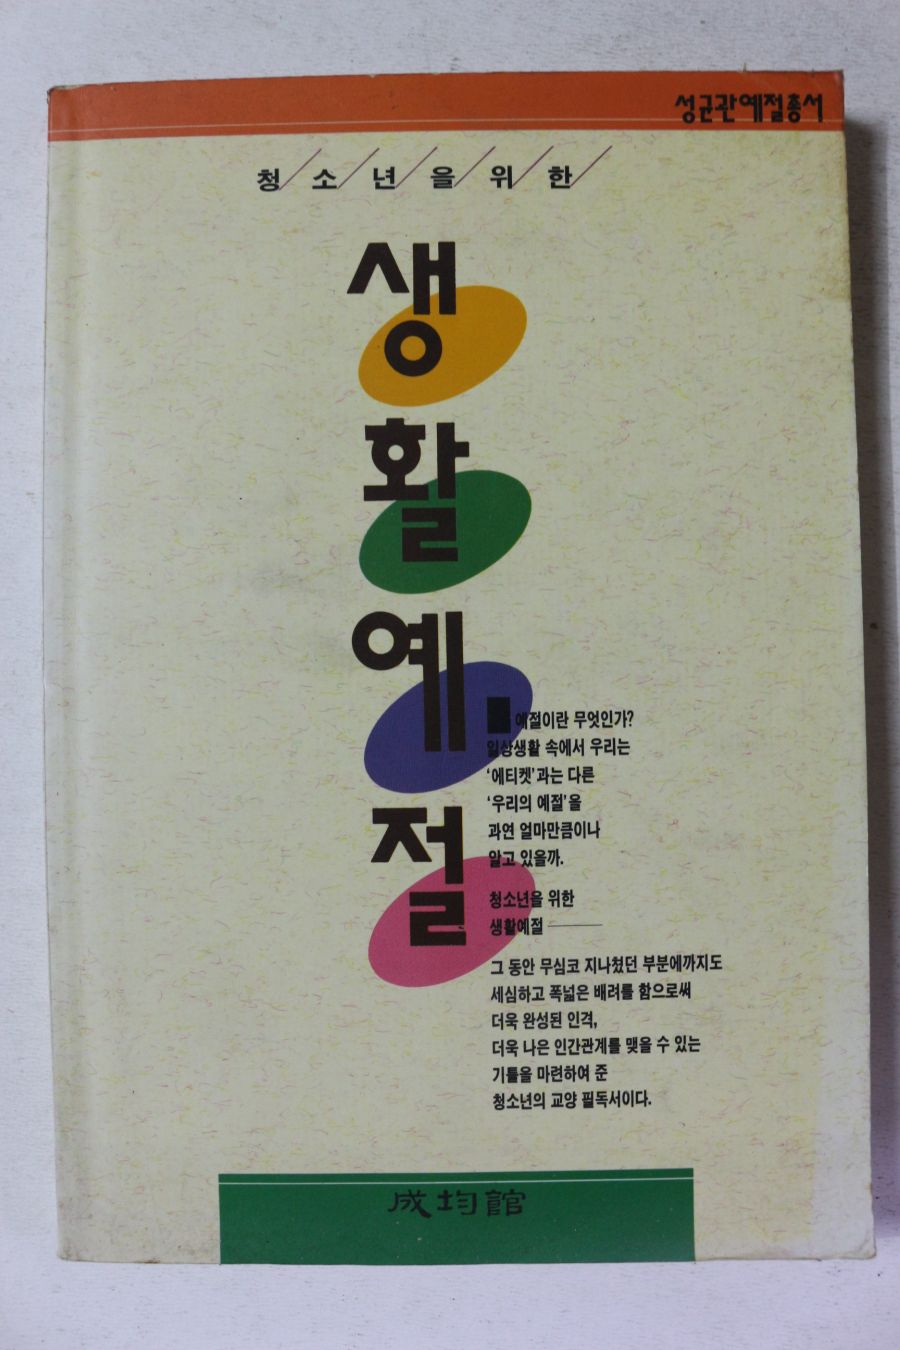 성균관예절총서
청소년을위한
생활예절
예절이란 무엇인가?
일상생활 속에서 우리는
'에티켓'과는 다른
'우리의 예절'을
과연 얼마만큼이나
알고 있을까.
청소년을 위한
생활예절
그 동안 무심코 지나쳤던 부분에까지도
세심하고 폭넓은 배려를 함으로써
더욱 완성된 인격,
더욱 나은 인간관계를 맺을 수 있는
기틀을 마련하여 준
청소년의 교양 필독서이다.
成均館